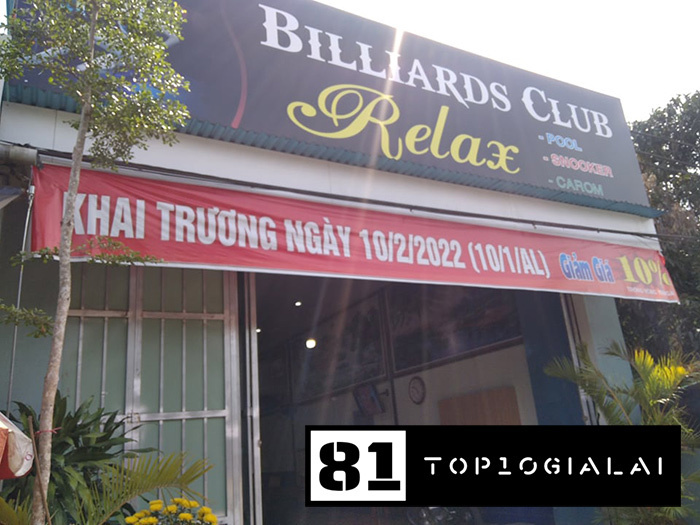 BILLIARDS CLUB
Relax
- POOL
- SNOOKER
- CAROM
KHAI TRƯƠNG NGÀY 10/2/2022 (10/1/AL) Giảm Giá 10%
81 TOP10GIALAI